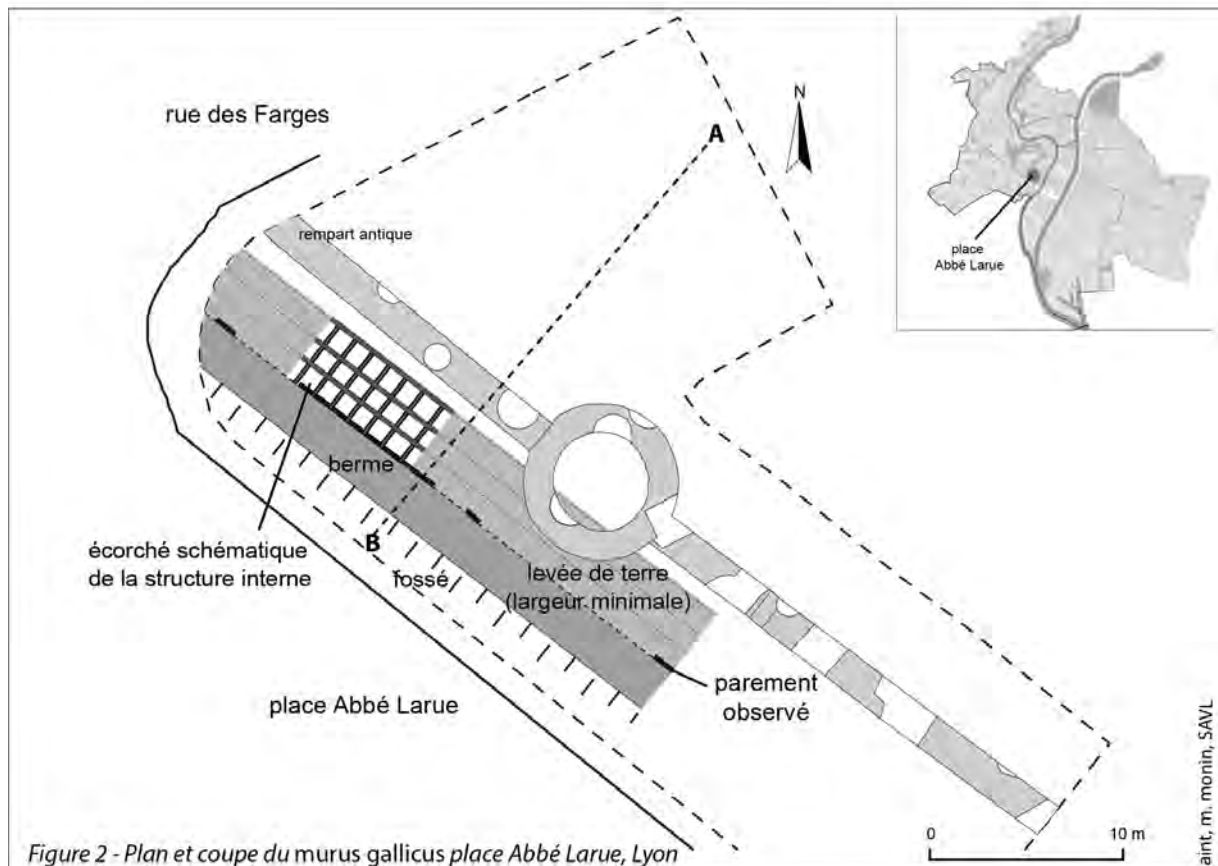 rue des Farges
A
N
place
Abbé Larue
rempart antique
berme
B
écorché schématique
de la structure interne
fossé
levée de terre
(largeur minimale)
place Abbé Larue
parement
observé
0 10 m
Figure 2 - Plan et coupe du murus gallicus place Abbé Larue, Lyon
aint, m. monin, SAVL